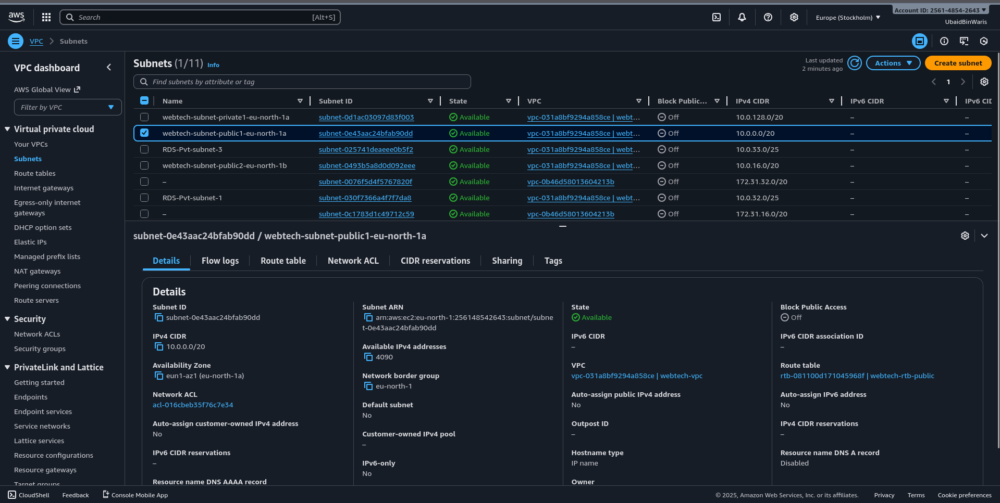 aws
Search [Alt+S]
Europe (Stockholm)
Account ID: 2561-4854-2643
UbaidBinWaris
VPC Subnets
VPC dashboard
AWS Global View
Filter by VPC
Virtual private cloud
Your VPCs
Subnets
Route tables
Internet gateways
Egress-only internet
gateways
DHCP option sets
Elastic IPs
Managed prefix lists
NAT gateways
Peering connections
Route servers
Security
Network ACLs
Security groups
PrivateLink and Lattice
Getting started
Endpoints
Endpoint services
Service networks
Lattice services
Resource configurations
Resource gateways
Target groups
Subnets (1/11) Info
Last updated
2 minutes ago
Actions
Create subnet
Find subnets by attribute or tag
1
Name Subnet ID State VPC Block Public... IPv4 CIDR IPv6 CIDR IPv6 CID
webtech-subnet-private1-eu-north-1a subnet-0d1ac03097d83f003 Available vpc-031a8bf9294a858ce | webt... Off 10.0.128.0/20 – –
webtech-subnet-public1-eu-north-1a subnet-0e43aac24bfab90dd Available vpc-031a8bf9294a858ce | webt... Off 10.0.0.0/20 – –
RDS-Pvt-subnet-3 subnet-025741deaeee0b5f2 Available vpc-031a8bf9294a858ce | webt... Off 10.0.33.0/25 – –
webtech-subnet-public2-eu-north-1b subnet-0493b5a8d0d092eee Available vpc-031a8bf9294a858ce | webt... Off 10.0.16.0/20 – –
– subnet-0076f5d4f5767820f Available vpc-0b46d58013604213b Off 172.31.32.0/20 – –
RDS-Pvt-subnet-1 subnet-030f7366a4f7f7da8 Available vpc-031a8bf9294a858ce | webt... Off 10.0.32.0/25 – –
– subnet-0c1783d1c49712c59 Available vpc-0b46d58013604213b Off 172.31.16.0/20 – –
subnet-0e43aac24bfab90dd / webtech-subnet-public1-eu-north-1a
Details Flow logs Route table Network ACL CIDR reservations Sharing Tags
Details
Subnet ID
subnet-0e43aac24bfab90dd
IPv4 CIDR
10.0.0.0/20
Availability Zone
eun1-az1 (eu-north-1a)
Network ACL
acl-016cbeb35f76c7e34
Auto-assign customer-owned IPv4 address
No
IPv6 CIDR reservations
–
Resource name DNS AAAA record
Subnet ARN
arn:aws:ec2:eu-north-1:256148542643:subnet/subne
t-0e43aac24bfab90dd
Available IPv4 addresses
4090
Network border group
eu-north-1
Default subnet
No
Customer-owned IPv4 pool
–
IPv6-only
No
State
Available
IPv6 CIDR
–
VPC
vpc-031a8bf9294a858ce | webtech-vpc
Auto-assign public IPv4 address
No
Outpost ID
–
Hostname type
IP name
Owner
Block Public Access
Off
IPv6 CIDR association ID
–
Route table
rtb-081100d171045968f | webtech-rtb-public
Auto-assign IPv6 address
No
IPv4 CIDR reservations
–
Resource name DNS A record
Disabled
CloudShell Feedback Console Mobile App © 2025, Amazon Web Services, Inc. or its affiliates. Privacy Terms Cookie preferences